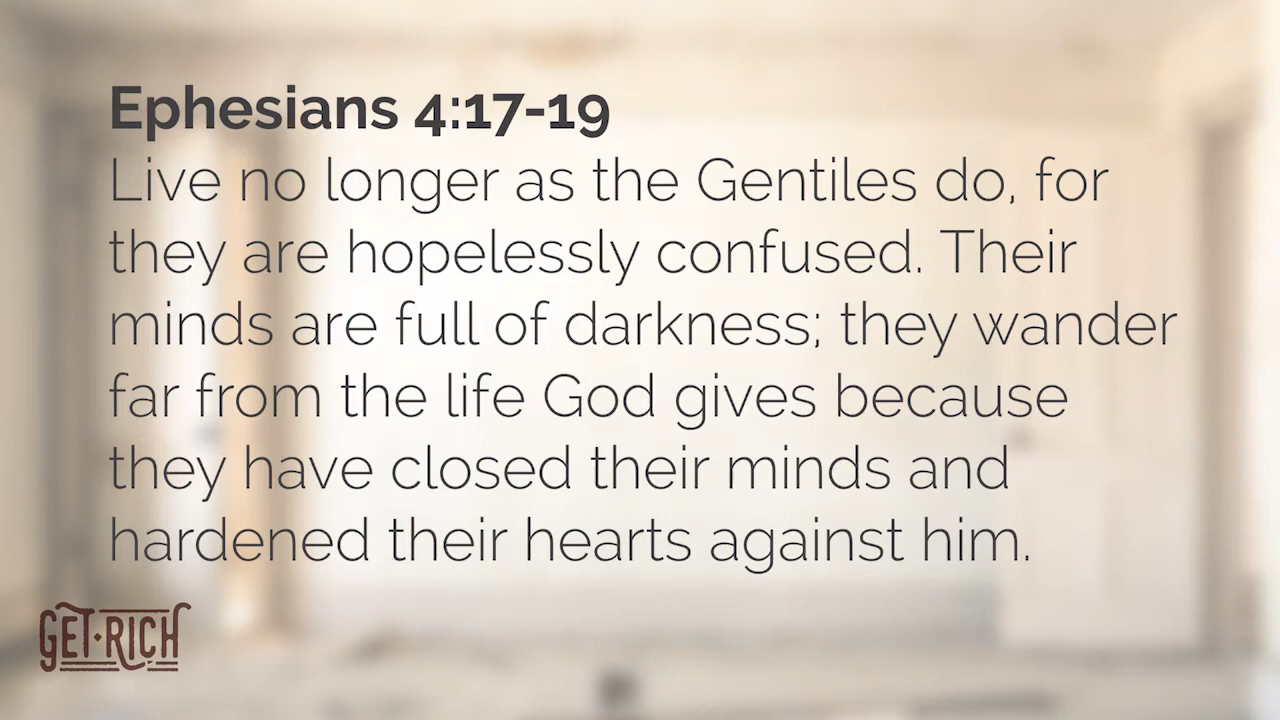 Ephesians 4:17-19
Live no longer as the Gentiles do, for
they are hopelessly confused. Their
minds are full of darkness; they wander
far from the life God gives because
they have closed their minds and
hardened their hearts against him.
GET·RICH